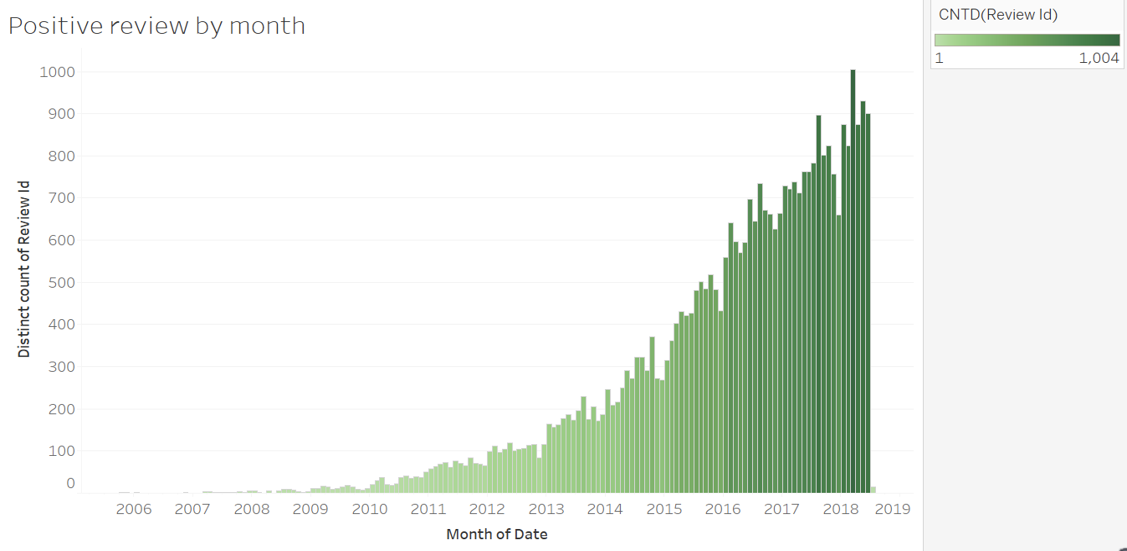 Positive review by month
CNTD(Review Id)
1 1,004
1000
900
800
700
600
500
400
300
200
100
0
Distinct count of Review Id
2006 2007 2008 2009 2010 2011 2012 2013 2014 2015 2016 2017 2018 2019
Month of Date